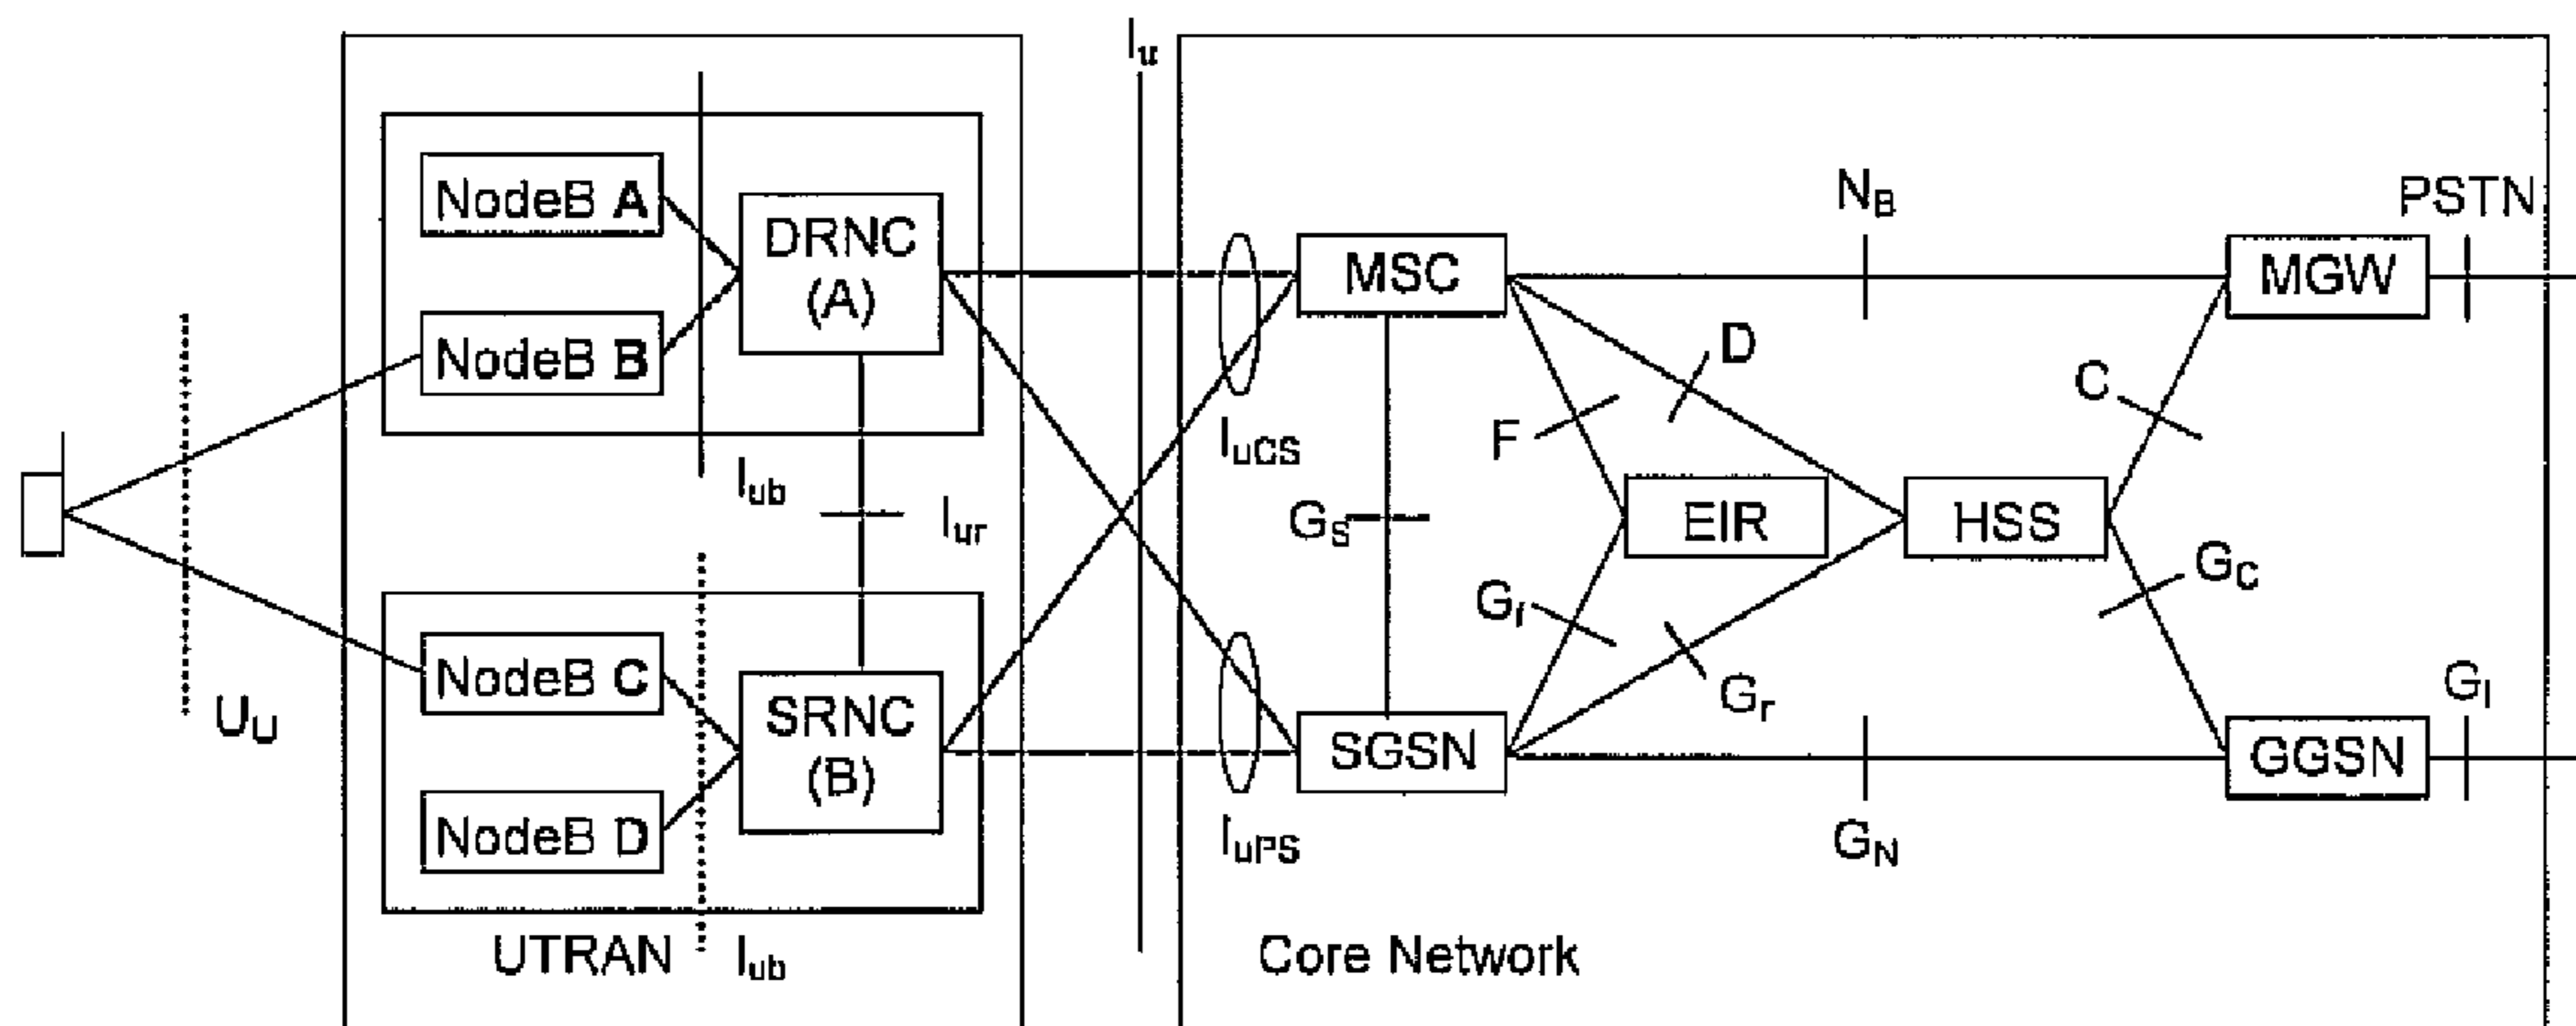 Iu
NB
PSTN
NodeB A
DRNC
(A)
MSC
MGW
D
C
NodeB B
F
IuCS
Iub
Iur
GS
EIR
HSS
GC
Gf
NodeB C
UU
SRNC
(B)
Gr
GI
SGSN
GGSN
NodeB D
IuPS
GN
UTRAN
Iub
Core Network